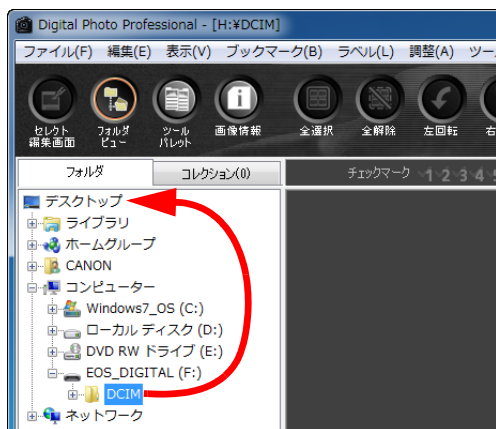 Digital Photo Professional - [H:¥DCIM]
ファイル(F) 編集(E) 表示(V) ブックマーク(B) ラベル(L) 調整(A) ツー
セレクト編集画面 フォルダビュー ツールパレット 画像情報 全選択 全解除 左回転 右
フォルダ コレクション(0) チェックマーク 1 2 3 4 5
デスクトップ
ライブラリ
ホームグループ
CANON
コンピューター
Windows7_OS (C:)
ローカル ディスク (D:)
DVD RW ドライブ (E:)
EOS_DIGITAL (F:)
DCIM
ネットワーク